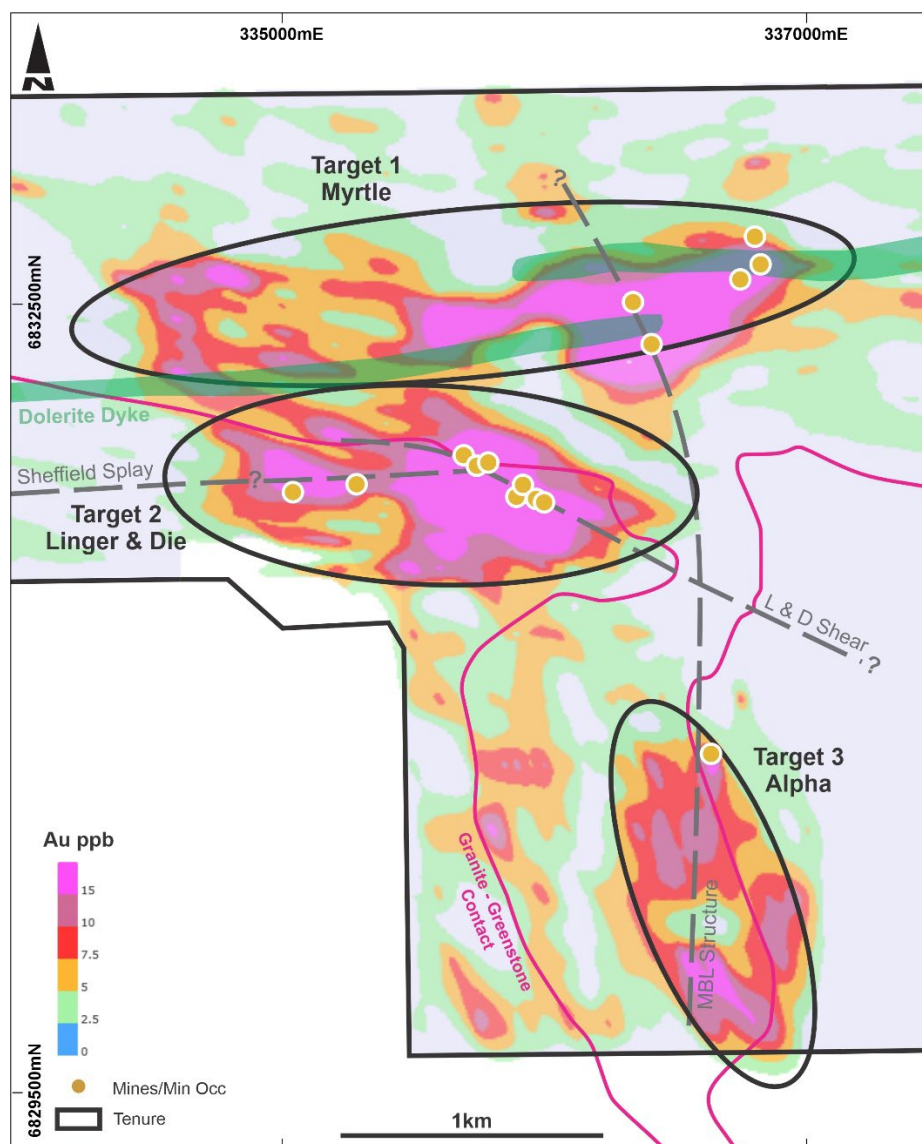 335000mE
337000mE
N
Target 1
Myrtle
?
6832500mN
Dolerite Dyke
Sheffield Splay
?
Target 2
Linger & Die
L & D Shear
?
Target 3
Alpha
Au ppb
15
10
7.5
5
2.5
0
Granite - Greenstone
Contact
MBL Structure
Mines/Min Occ
Tenure
6829500mN
1km